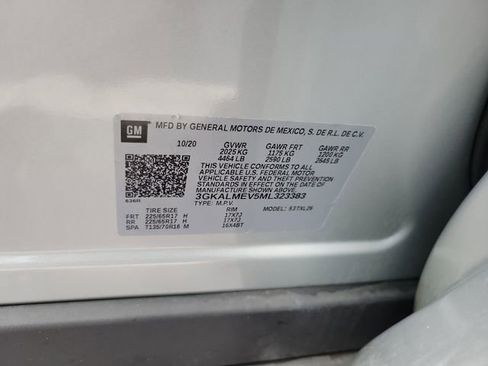 GM
MFD BY GENERAL MOTORS DE MEXICO, S. DE R.L. DE C.V.
10/20 GVWR GAWR FRT GAWR RR
2025 KG 1175 KG 1200 KG
4464 LB 2590 LB 2645 LB
THIS VEHICLE CONFORMS TO ALL
APPLICABLE U.S. FEDERAL MOTOR
VEHICLE SAFETY AND THEFT PREVENTION
STANDARDS IN EFFECT ON THE DATE OF
MANUFACTURE SHOWN ABOVE.
3GKALMEV5ML323383
TYPE: M.P.V.
TIRE SIZE RIM
FRT 225/65R17 H 17X7J
RR 225/65R17 H 17X7J
SPA T135/70R16 M 16X4BT